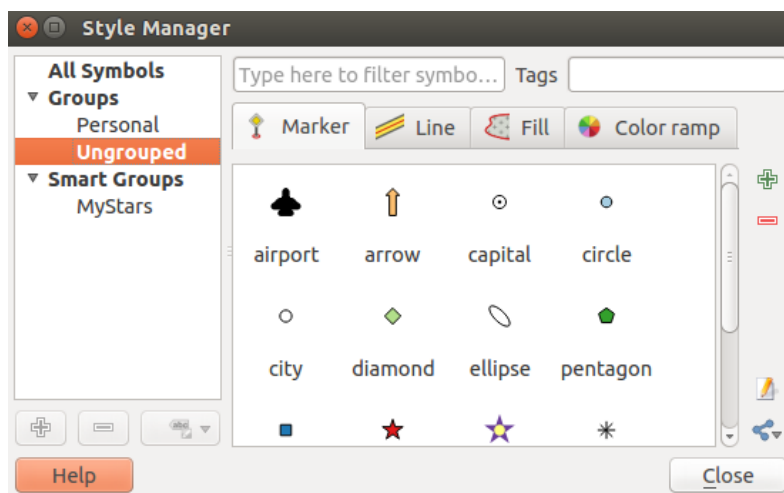 Style Manager
All Symbols
Groups
Personal
Ungrouped
Smart Groups
MyStars
Type here to filter symbo... Tags
Marker Line Fill Color ramp
airport arrow capital circle
city diamond ellipse pentagon
Help Close